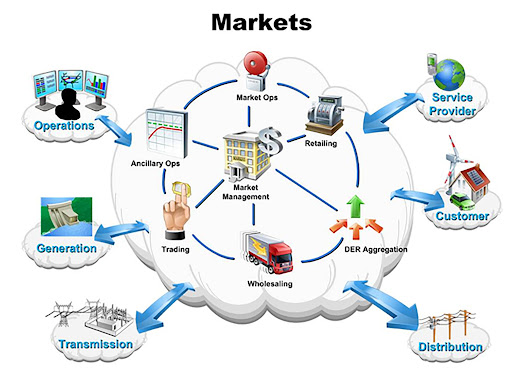 Markets
Market Ops
Service
Provider
Operations
Retailing
Ancillary Ops
Market
Management
Customer
Generation
Trading
DER Aggregation
Wholesaling
Transmission
Distribution